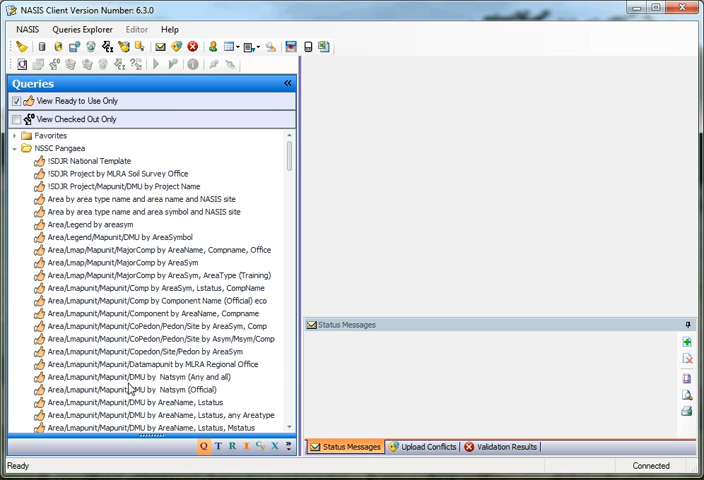 NASIS Client Version Number: 6.3.0
NASIS Queries Explorer Editor Help
Queries
View Ready to Use Only
View Checked Out Only
Favorites
NSSC Pangaea
!SDJR National Template
!SDJR Project by MLRA Soil Survey Office
!SDJR Project/Mapunit/DMU by Project Name
Area by area type name and area name and NASIS site
Area by area type name and area symbol and NASIS site
Area/Legend by areasym
Area/Legend/Mapunit/DMU by AreaSymbol
Area/Lmap/Mapunit/MajorComp by AreaName, Compname, Office
Area/Lmap/Mapunit/MajorComp by AreaSym
Area/Lmap/Mapunit/MajorComp by AreaSym, AreaType (Training)
Area/Lmapunit/Mapunit/Comp by AreaSym, Lstatus, CompName
Area/Lmapunit/Mapunit/Comp by Component Name (Official) eco
Area/Lmapunit/Mapunit/Component by AreaName, Compname
Area/Lmapunit/Mapunit/CoPedon/Pedon/Site by AreaSym, Comp
Area/Lmapunit/Mapunit/CoPedon/Pedon/Site by Asym/Msym/Comp
Area/Lmapunit/Mapunit/Copedon/Site/Pedon by AreaSym
Area/Lmapunit/Mapunit/Datamapunit by MLRA Regional Office
Area/Lmapunit/Mapunit/DMU by Natsym (Any and all)
Area/Lmapunit/Mapunit/DMU by Natsym (Official)
Area/Lmapunit/Mapunit/DMU by AreaName, Lstatus
Area/Lmapunit/Mapunit/DMU by AreaName, Lstatus, any Areatype
Area/Lmapunit/Mapunit/DMU by AreaName, Lstatus, Mstatus
Q T R I C X
Status Messages
Status Messages Upload Conflicts Validation Results
Ready Connected